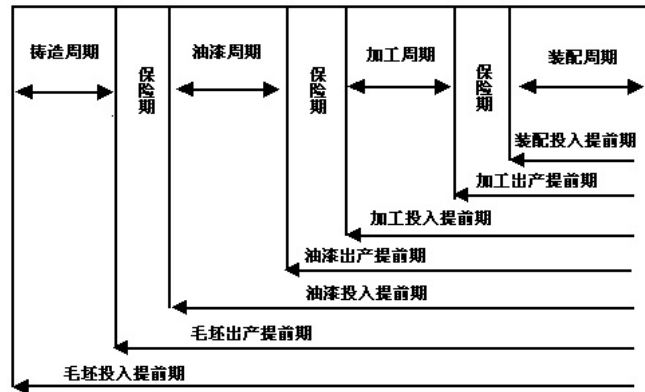 铸造周期
保险期
油漆周期
保险期
加工周期
保险期
装配周期
装配投入提前期
加工出产提前期
加工投入提前期
油漆出产提前期
油漆投入提前期
毛坯出产提前期
毛坯投入提前期